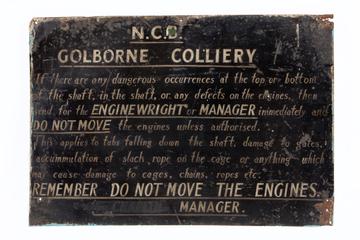 N.C.B.
GOLBORNE COLLIERY
If there are any dangerous occurrences at the top or bottom
of the shaft, in the shaft, or any defects on the engines, then
send for the ENGINEWRIGHT or MANAGER immediately and
DO NOT MOVE the engines unless authorised.
This applies to tubs falling down the shaft, damage to gates,
accummulation of slack rope on the cage or anything which
may cause damage to cages, chains, ropes etc.
REMEMBER DO NOT MOVE THE ENGINES.
MANAGER.